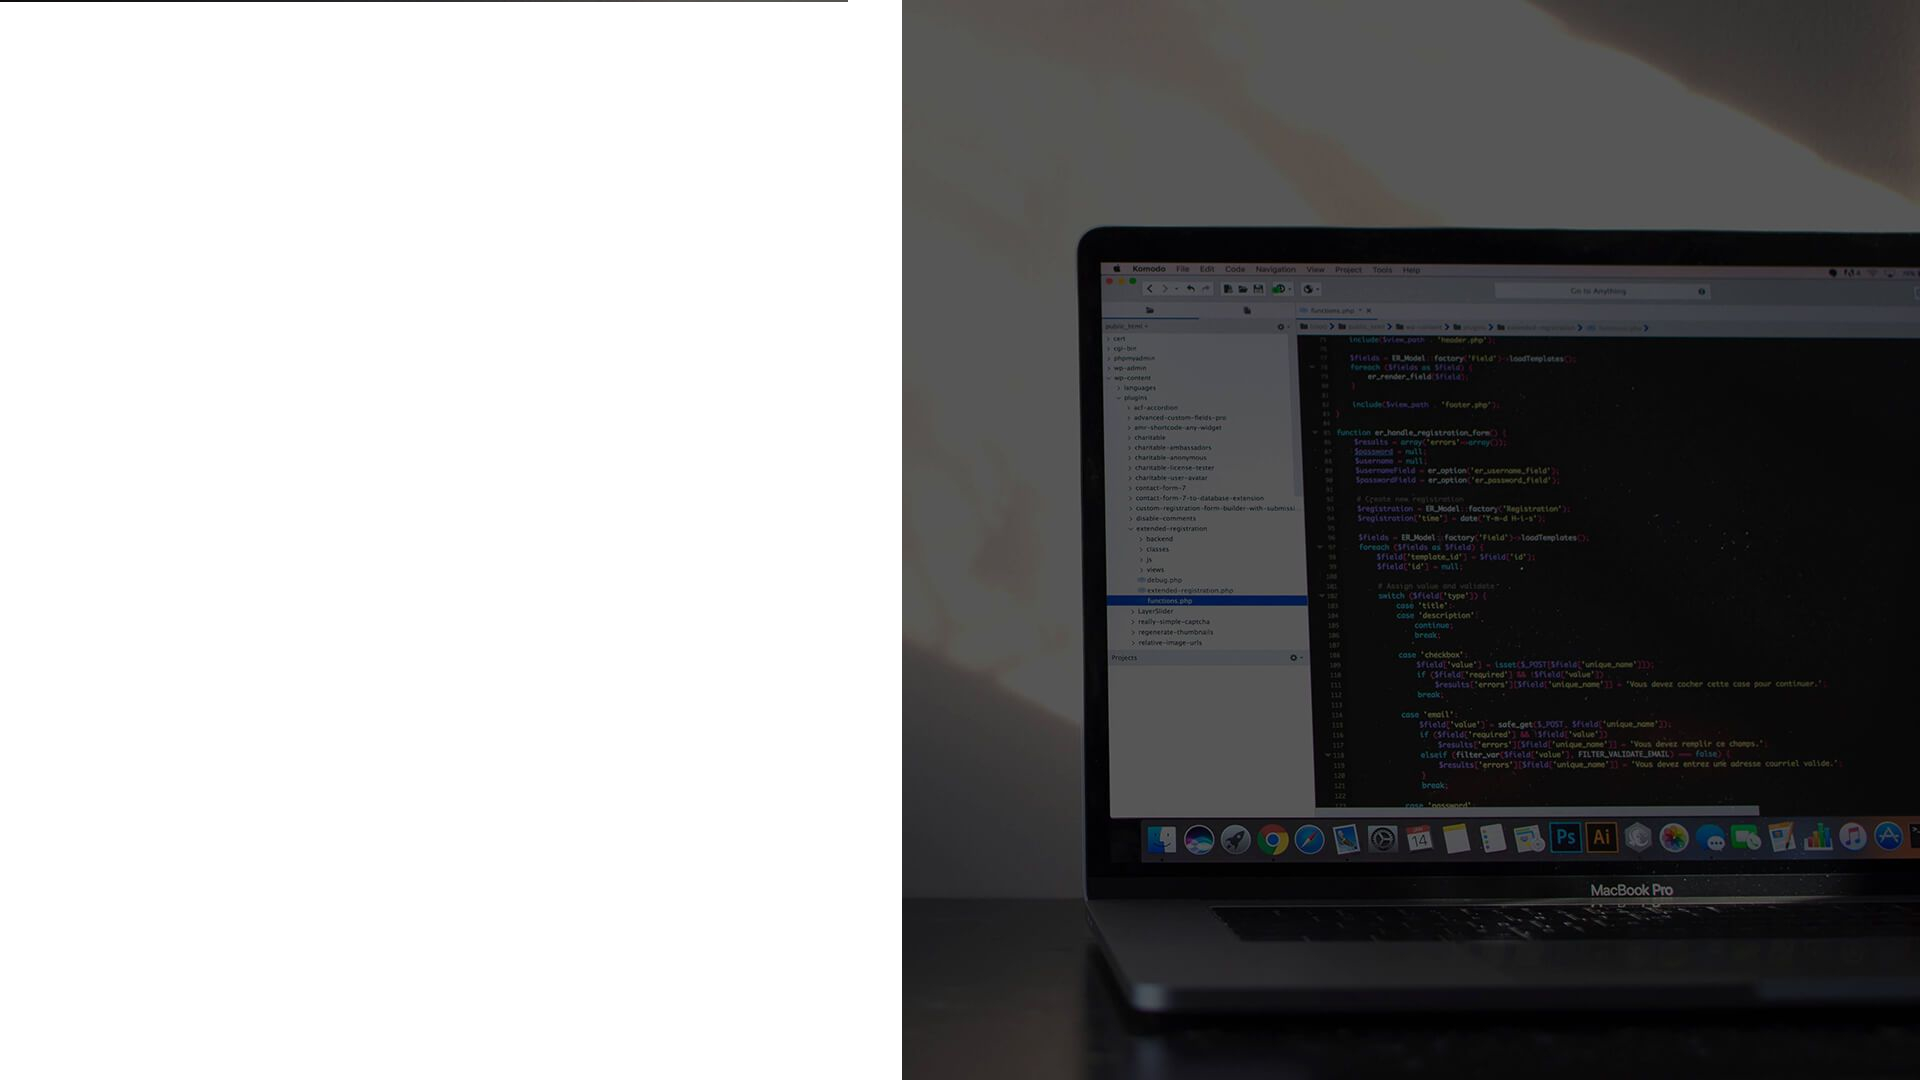 Komodo File Edit Code Navigation View Project Tools Help
Go to Anything
functions.php
public_html
cert
cgi-bin
phpmyadmin
wp-admin
wp-content
languages
plugins
acf-accordion
advanced-custom-fields-pro
amr-shortcode-any-widget
charitable
charitable-ambassadors
charitable-anonymous
charitable-license-tester
charitable-user-avatar
contact-form-7
contact-form-7-to-database-extension
custom-registration-form-builder-with-submissi...
disable-comments
extended-registration
backend
classes
js
views
debug.php
extended-registration.php
functions.php
LayerSlider
really-simple-captcha
regenerate-thumbnails
relative-image-urls
Projects
include($view_path . 'header.php');
$fields = ER_Model::factory('Field')->loadTemplates();
foreach ($fields as $field) {
er_render_field($field);
}
include($view_path . 'footer.php');
}
function er_handle_registration_form() {
$results = array('errors'=>array());
$password = null;
$username = null;
$usernameField = er_option('er_username_field');
$passwordField = er_option('er_password_field');
# Create new registration
$registration = ER_Model::factory('Registration');
$registration['time'] = date('Y-m-d H-i-s');
$fields = ER_Model::factory('Field')->loadTemplates();
foreach ($fields as $field) {
$field['template_id'] = $field['id'];
$field['id'] = null;
# Assign value and validate
switch ($field['type']) {
case 'title':
case 'description':
continue;
break;
case 'checkbox':
$field['value'] = isset($_POST[$field['unique_name']]);
if ($field['required'] && !$field['value'])
$results['errors'][$field['unique_name']] = 'Vous devez cocher cette case pour continuer.';
break;
case 'email':
$field['value'] = safe_get($_POST, $field['unique_name']);
if ($field['required'] && !$field['value'])
$results['errors'][$field['unique_name']] = 'Vous devez remplir ce champs.';
elseif (filter_var($field['value'], FILTER_VALIDATE_EMAIL) === false) {
$results['errors'][$field['unique_name']] = 'Vous devez entrez une adresse courriel valide.';
}
break;
case 'password':
14
Ps
Ai
MacBook Pro